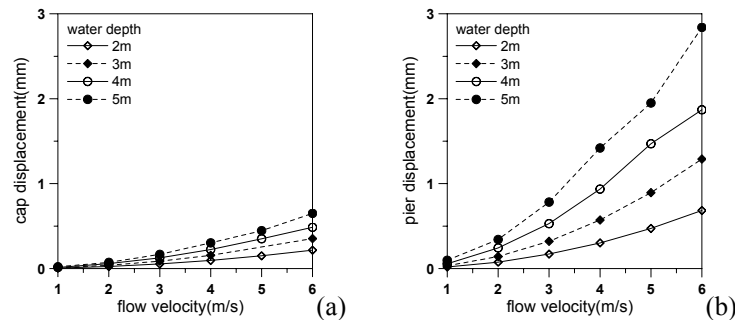 3
2
1
0
cap displacement(mm)
water depth
2m
3m
4m
5m
1 2 3 4 5 6
flow velocity(m/s)
(a)
3
2
1
0
pier displacement(mm)
water depth
2m
3m
4m
5m
1 2 3 4 5 6
flow velocity(m/s)
(b)